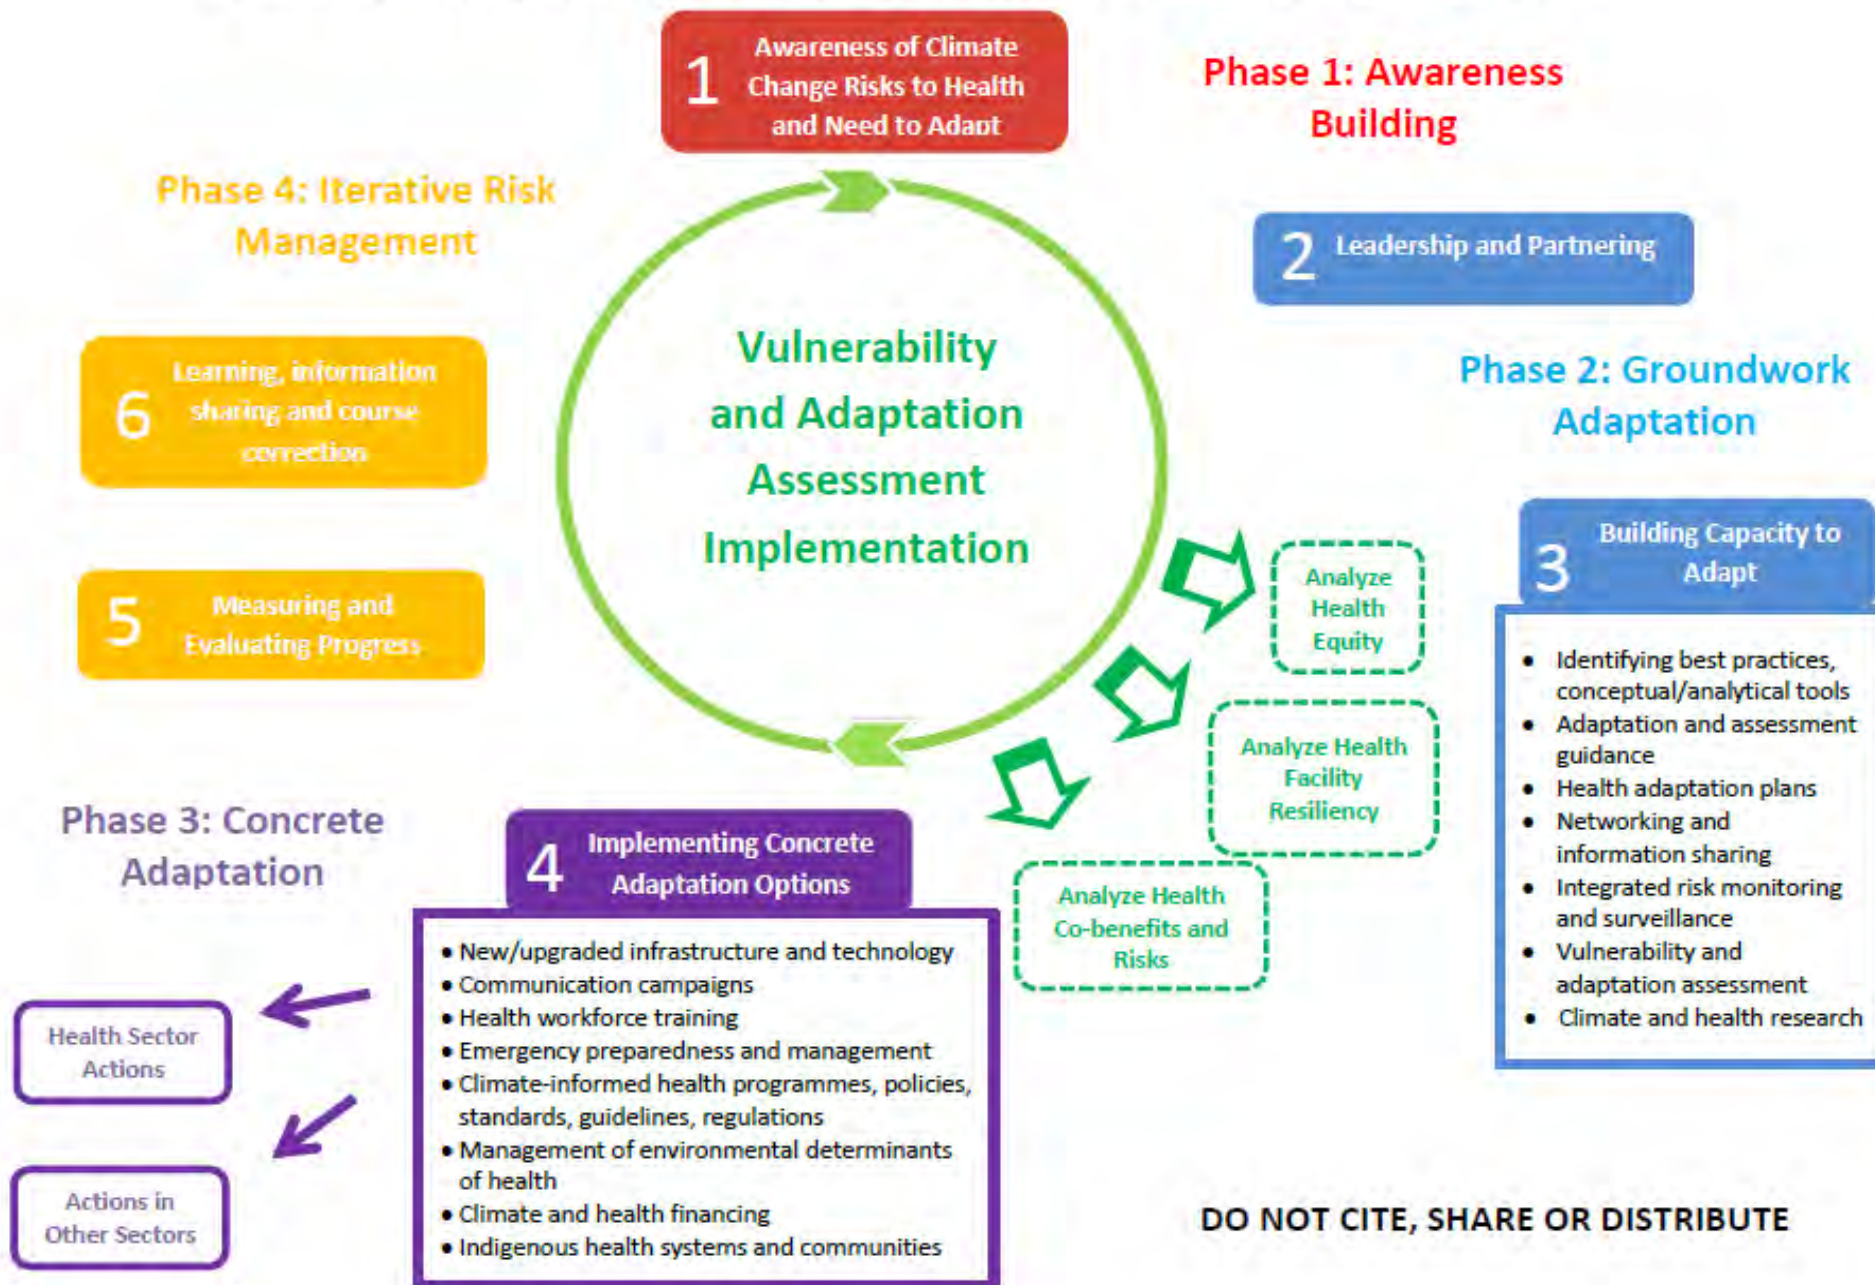 1
Awareness of Climate
Change Risks to Health
and Need to Adapt
Phase 1: Awareness
Building
2
Leadership and Partnering
Phase 2: Groundwork
Adaptation
3
Building Capacity to
Adapt
• Identifying best practices,
conceptual/analytical tools
• Adaptation and assessment
guidance
• Health adaptation plans
• Networking and
information sharing
• Integrated risk monitoring
and surveillance
• Vulnerability and
adaptation assessment
• Climate and health research
Vulnerability
and Adaptation
Assessment
Implementation
Analyze
Health
Equity
Analyze Health
Facility
Resiliency
Analyze Health
Co-benefits and
Risks
Phase 3: Concrete
Adaptation
4
Implementing Concrete
Adaptation Options
• New/upgraded infrastructure and technology
• Communication campaigns
• Health workforce training
• Emergency preparedness and management
• Climate-informed health programmes, policies,
standards, guidelines, regulations
• Management of environmental determinants
of health
• Climate and health financing
• Indigenous health systems and communities
Health Sector
Actions
Actions in
Other Sectors
Phase 4: Iterative Risk
Management
5
Measuring and
Evaluating Progress
6
Learning, information
sharing and course
correction
DO NOT CITE, SHARE OR DISTRIBUTE